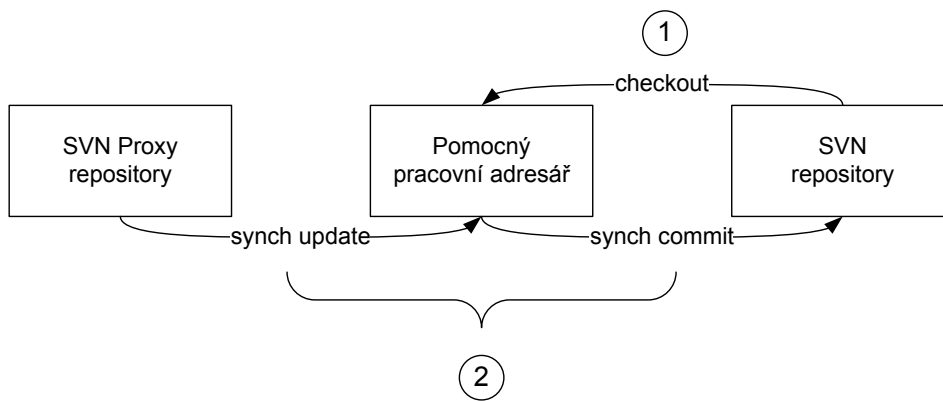 1
checkout
SVN Proxy
repository
Pomocný
pracovní adresář
SVN
repository
synch update
synch commit
2